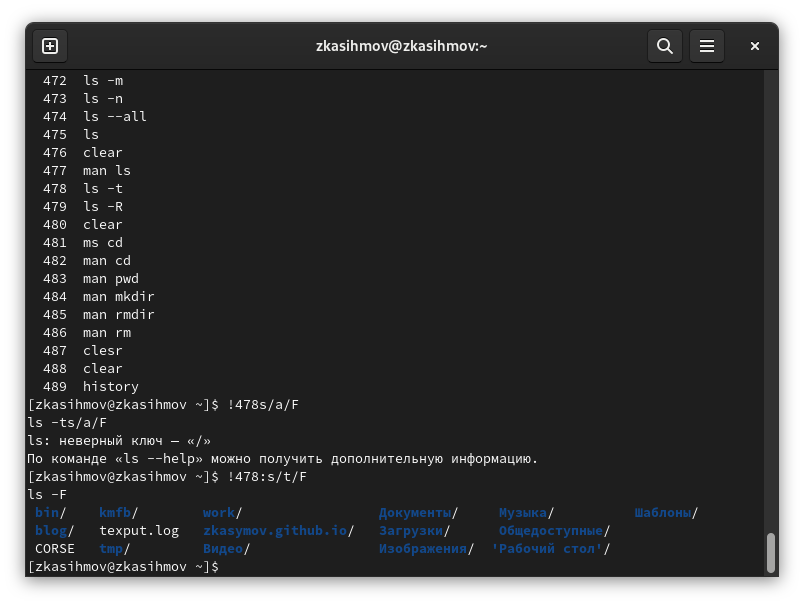 zkasihmov@zkasihmov:~
472 ls -m
473 ls -n
474 ls --all
475 ls
476 clear
477 man ls
478 ls -t
479 ls -R
480 clear
481 ms cd
482 man cd
483 man pwd
484 man mkdir
485 man rmdir
486 man rm
487 clesr
488 clear
489 history
[zkasihmov@zkasihmov ~]$ !478s/a/F
ls -ts/a/F
ls: неверный ключ — «/»
По команде «ls --help» можно получить дополнительную информацию.
[zkasihmov@zkasihmov ~]$ !478:s/t/F
ls -F
bin/ kmfb/ work/ Документы/ Музыка/ Шаблоны/
blog/ texput.log zkasymov.github.io/ Загрузки/ Общедоступные/
CORSE tmp/ Видео/ Изображения/ 'Рабочий стол'/
[zkasihmov@zkasihmov ~]$